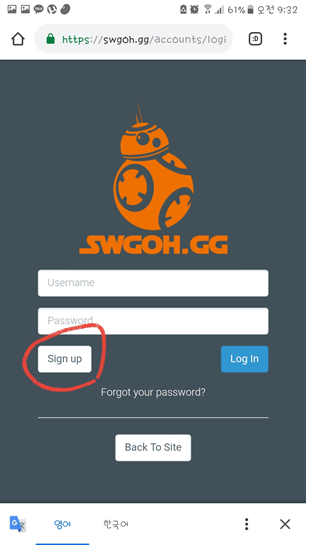 61% 오전 9:32
https://swgoh.gg/accounts/logi
:D
SWGOH.GG
Username
Password
Sign up
Log In
Forgot your password?
Back To Site
영어 한국어